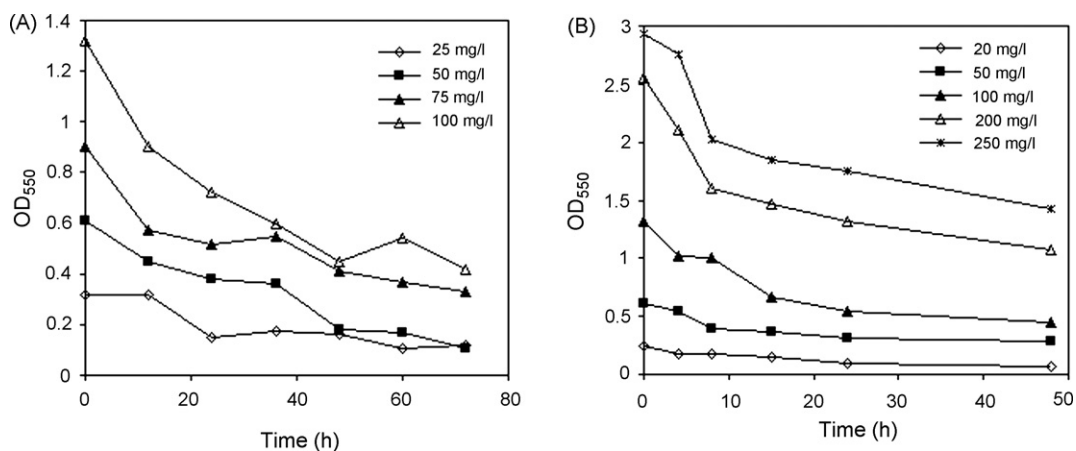 (A)
1.4
1.2
1
0.8
0.6
0.4
0.2
0
OD550
0 20 40 60 80
Time (h)
25 mg/l
50 mg/l
75 mg/l
100 mg/l
(B)
3
2.5
2
1.5
1
0.5
0
OD550
0 10 20 30 40 50
Time (h)
20 mg/l
50 mg/l
100 mg/l
200 mg/l
250 mg/l